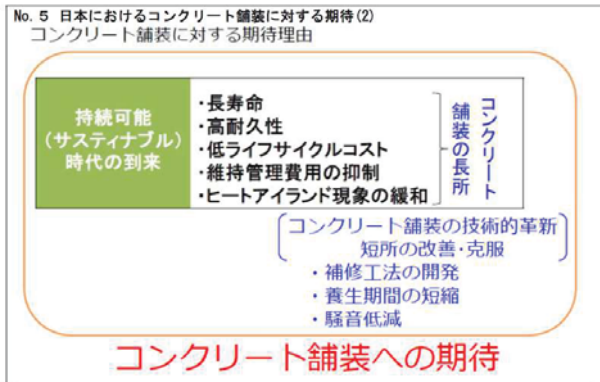 No.5 日本におけるコンクリート舗装に対する期待(2)
コンクリート舗装に対する期待理由
持続可能
(サスティナブル)
時代の到来
・長寿命
・高耐久性
・低ライフサイクルコスト
・維持管理費用の抑制
・ヒートアイランド現象の緩和
コンクリート
舗装の長所
コンクリート舗装の技術的革新
短所の改善・克服
・補修工法の開発
・養生期間の短縮
・騒音低減
コンクリート舗装への期待